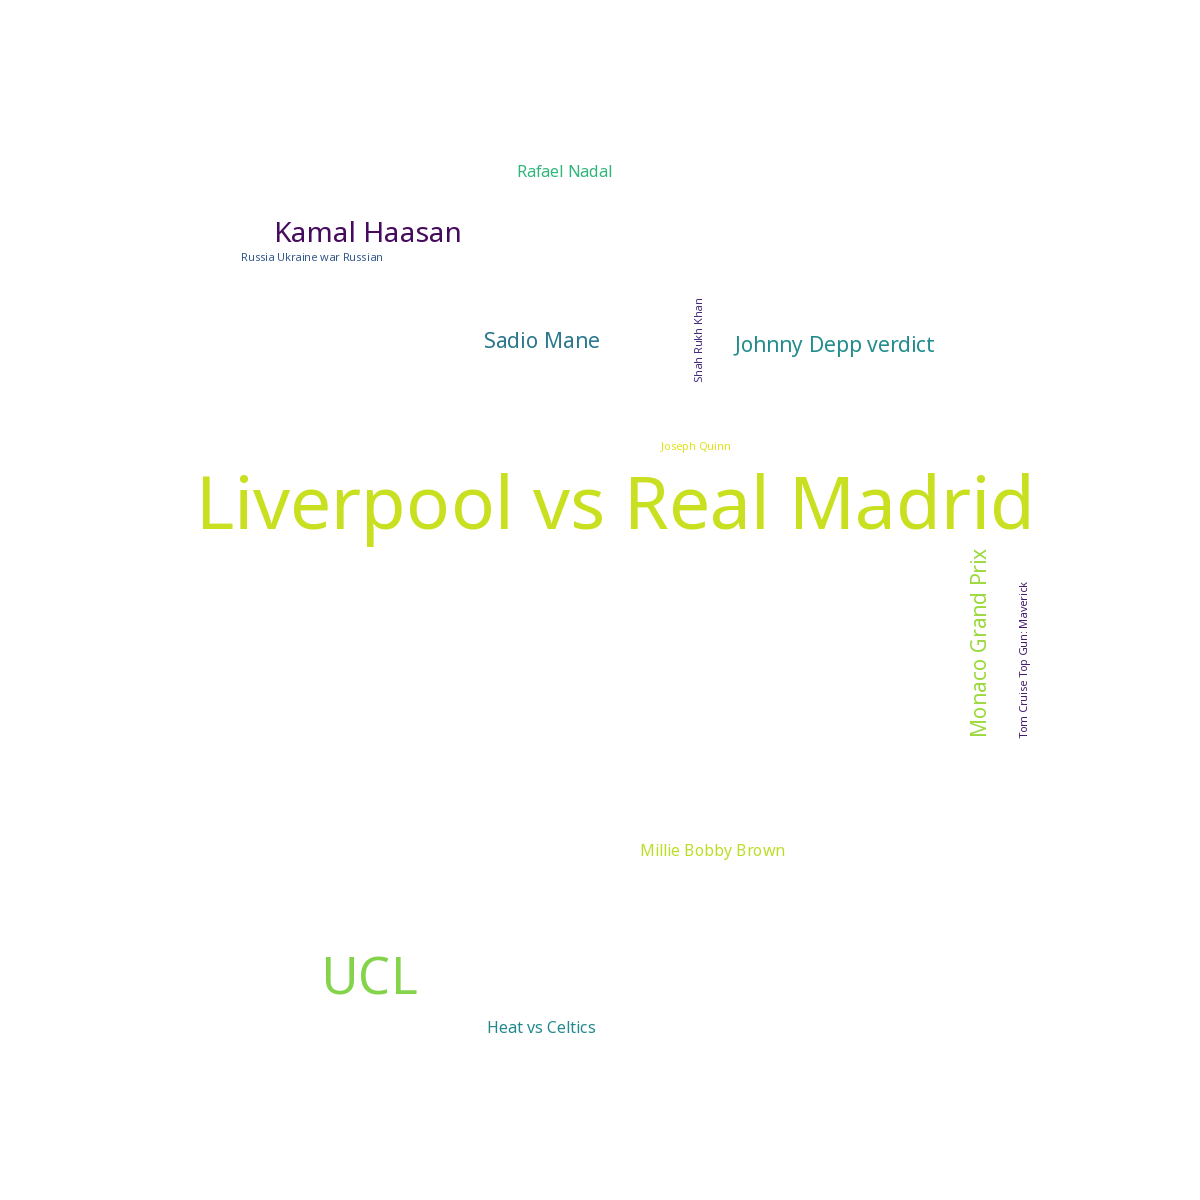 Rafael Nadal
Kamal Haasan
Russia Ukraine war Russian
Shah Rukh Khan
Sadio Mane
Johnny Depp verdict
Joseph Quinn
Liverpool vs Real Madrid
Monaco Grand Prix
Tom Cruise Top Gun: Maverick
Millie Bobby Brown
UCL
Heat vs Celtics